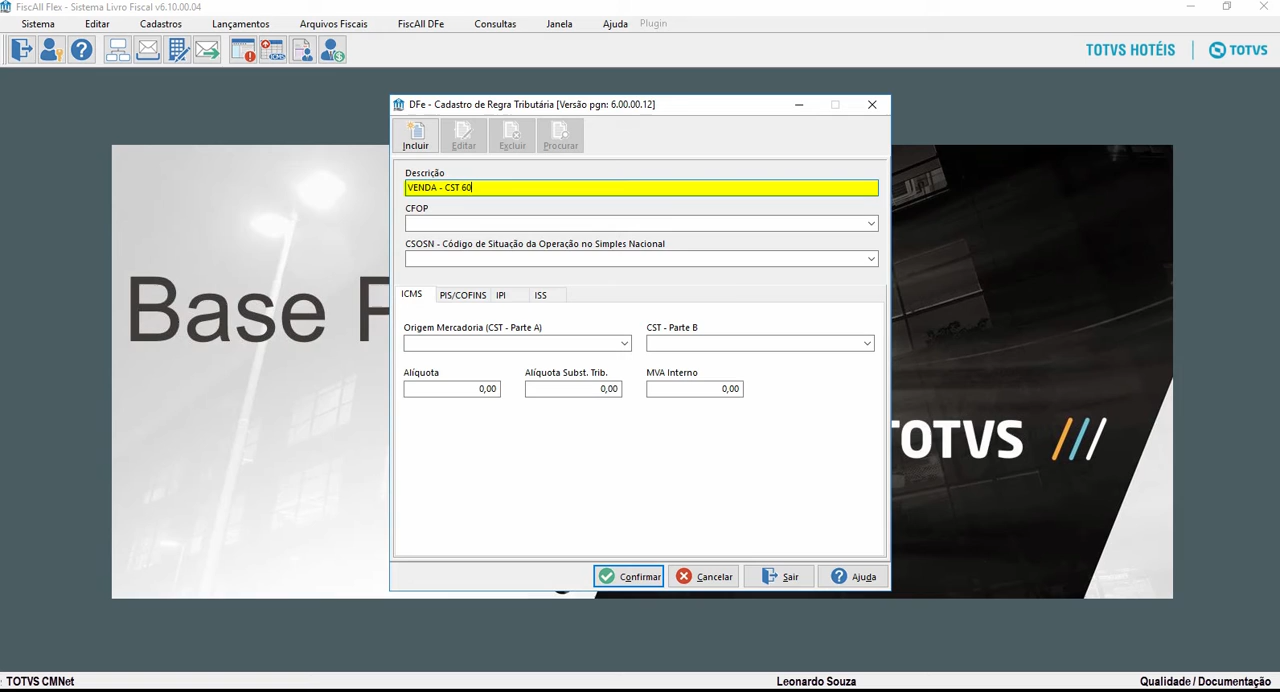 FiscAll Flex - Sistema Livro Fiscal v6.10.00.04
Sistema Editar Cadastros Lançamentos Arquivos Fiscais FiscAll DFe Consultas Janela Ajuda Plugin
TOTVS HOTÉIS TOTVS
DFe - Cadastro de Regra Tributária [Versão pgn: 6.00.00.12]
Incluir Editar Excluir Procurar
Descrição
VENDA - CST 60
CFOP
CSOSN - Código de Situação da Operação no Simples Nacional
ICMS PIS/COFINS IPI ISS
Origem Mercadoria (CST - Parte A) CST - Parte B
Alíquota Alíquota Subst. Trib. MVA Interno
0,00 0,00 0,00
Confirmar Cancelar Sair Ajuda
Base
TOTVS
TOTVS CMNet Leonardo Souza Qualidade / Documentação